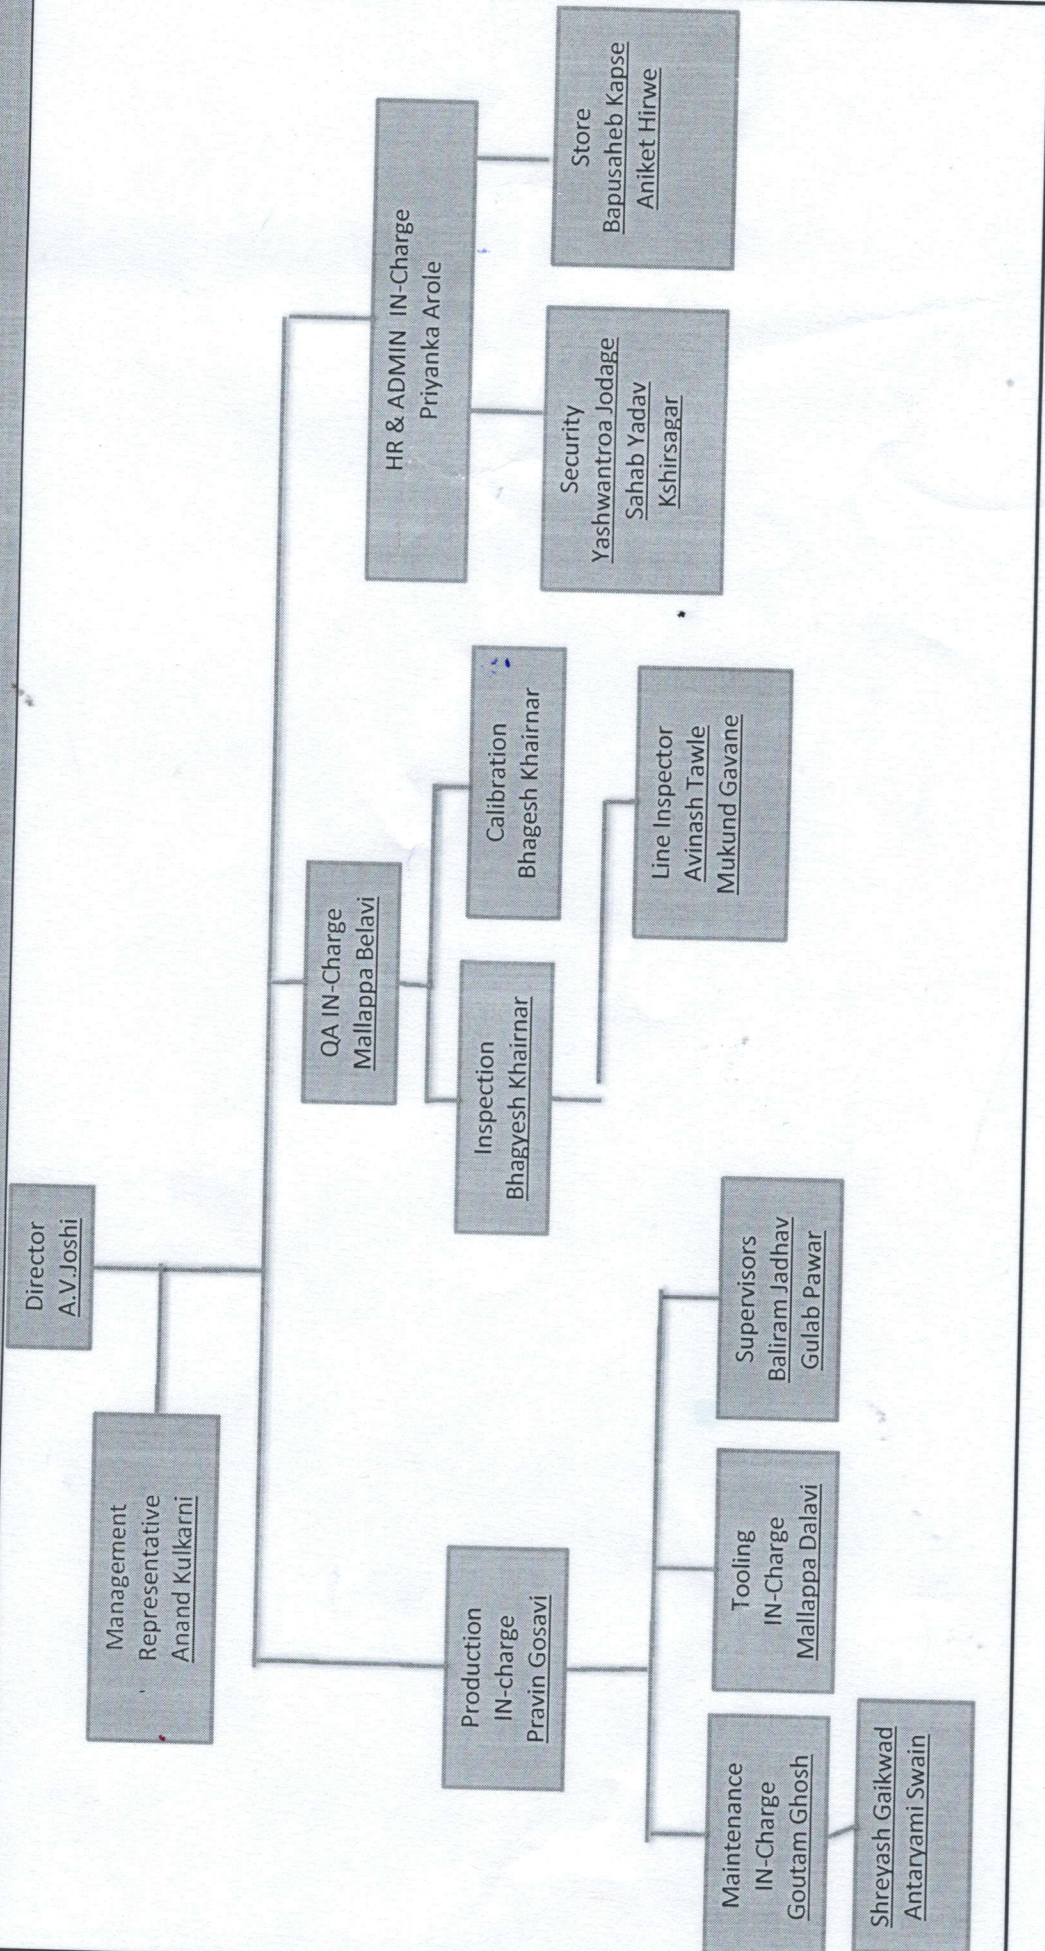 Director
A.V.Joshi
Management
Representative
Anand Kulkarni
Production
IN-charge
Pravin Gosavi
QA IN-Charge
Mallappa Belavi
HR & ADMIN IN-Charge
Priyanka Arole
Maintenance
IN-Charge
Goutam Ghosh
Shreyash Gaikwad
Antaryami Swain
Tooling
IN-Charge
Mallappa Dalavi
Supervisors
Baliram Jadhav
Gulab Pawar
Inspection
Bhagyesh Khairnar
Calibration
Bhagesh Khairnar
Line Inspector
Avinash Tawle
Mukund Gavane
Security
Yashwantroa Jodage
Sahab Yadav
Kshirsagar
Store
Bapusaheb Kapse
Aniket Hirwe